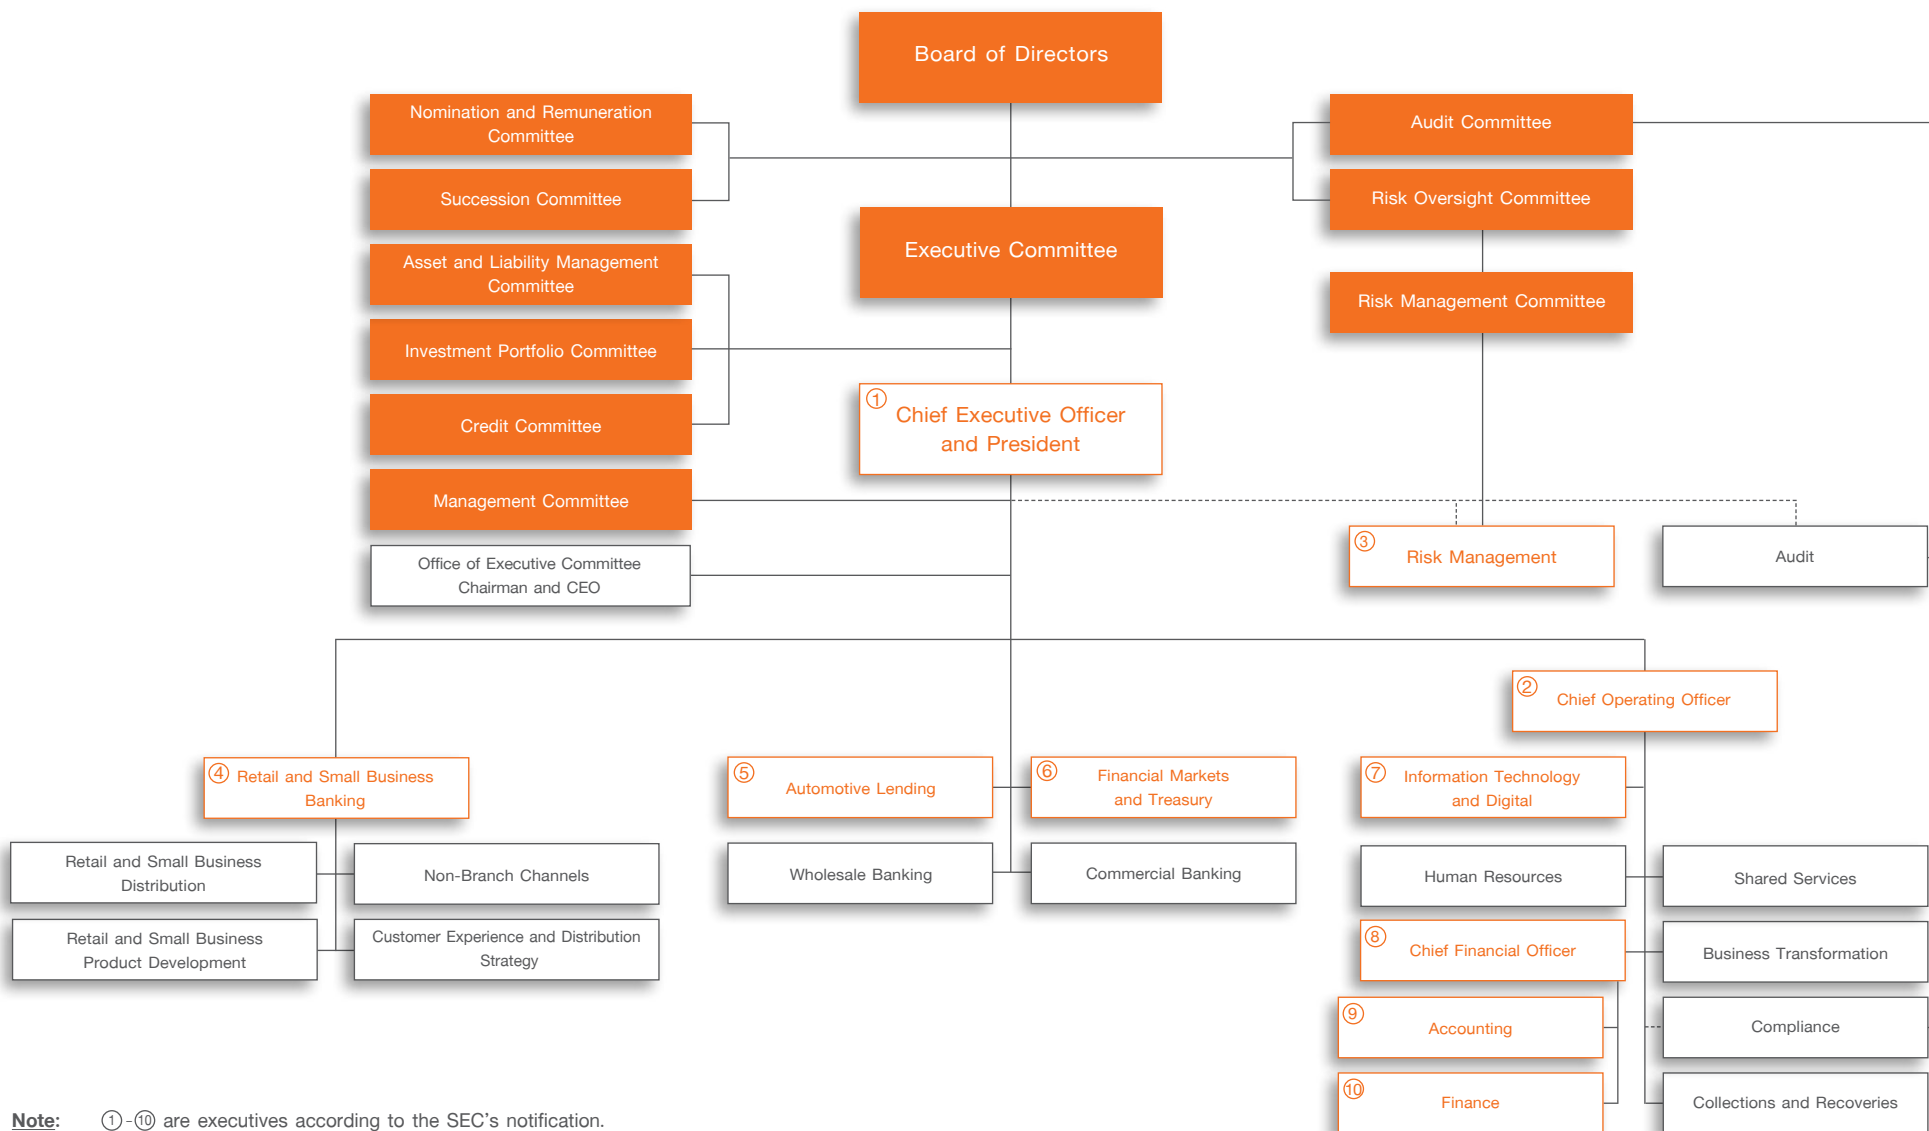 Board of Directors
Nomination and Remuneration
Committee
Audit Committee
Succession Committee
Risk Oversight Committee
Executive Committee
Asset and Liability Management
Committee
Risk Management Committee
Investment Portfolio Committee
① Chief Executive Officer
and President
Credit Committee
Management Committee
Office of Executive Committee
Chairman and CEO
③ Risk Management
Audit
② Chief Operating Officer
④ Retail and Small Business
Banking
⑤ Automotive Lending
⑥ Financial Markets
and Treasury
⑦ Information Technology
and Digital
Retail and Small Business
Distribution
Non-Branch Channels
Wholesale Banking
Commercial Banking
Human Resources
Shared Services
Retail and Small Business
Product Development
Customer Experience and Distribution
Strategy
⑧ Chief Financial Officer
Business Transformation
⑨ Accounting
Compliance
⑩ Finance
Collections and Recoveries
Note: ①-⑩ are executives according to the SEC's notification.